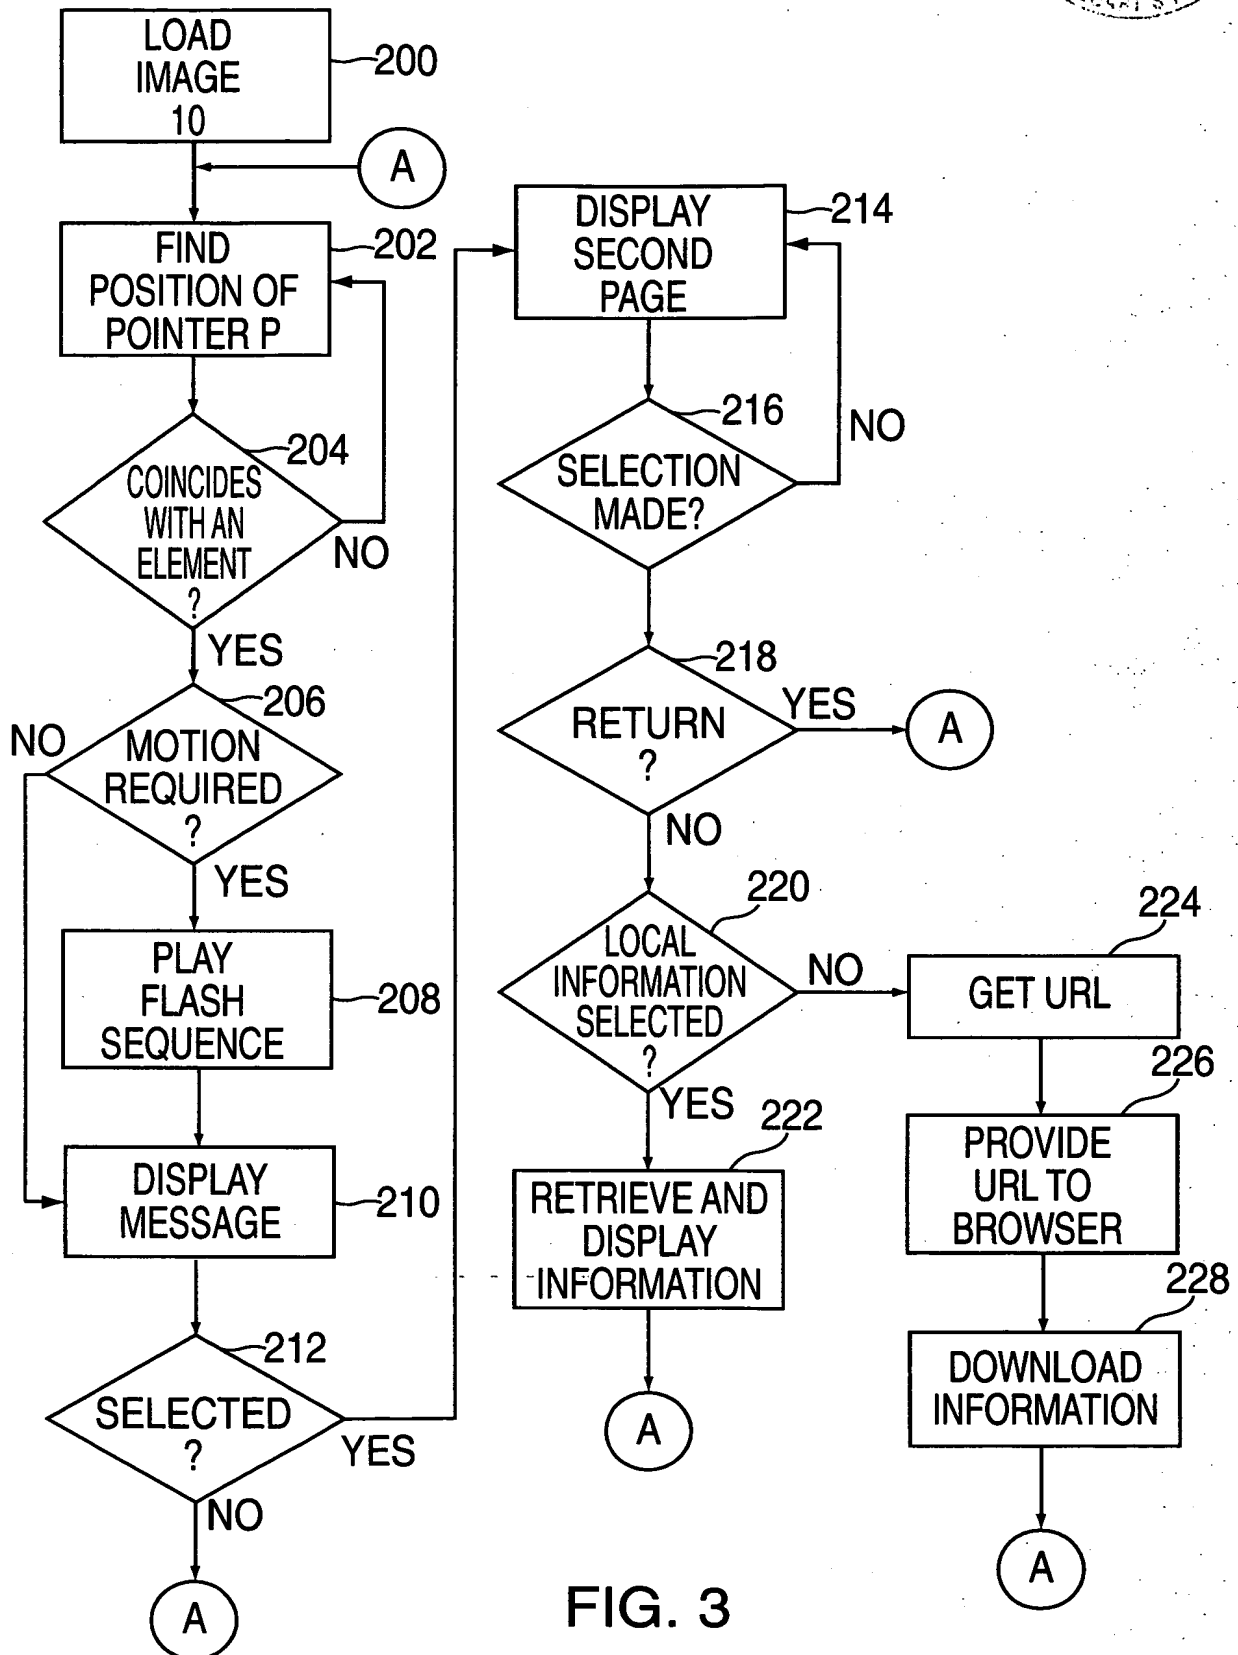 LOAD
IMAGE
10
200
A
FIND
POSITION OF
POINTER P
202
COINCIDES
WITH AN
ELEMENT
?
204
NO
YES
206
NO
MOTION
REQUIRED
?
YES
PLAY
FLASH
SEQUENCE
208
DISPLAY
MESSAGE
210
212
SELECTED
?
YES
NO
A
DISPLAY
SECOND
PAGE
214
216
SELECTION
MADE?
NO
218
RETURN
?
YES
A
NO
220
LOCAL
INFORMATION
SELECTED
?
NO
YES
222
RETRIEVE AND
DISPLAY
INFORMATION
A
224
GET URL
226
PROVIDE
URL TO
BROWSER
228
DOWNLOAD
INFORMATION
A
FIG. 3